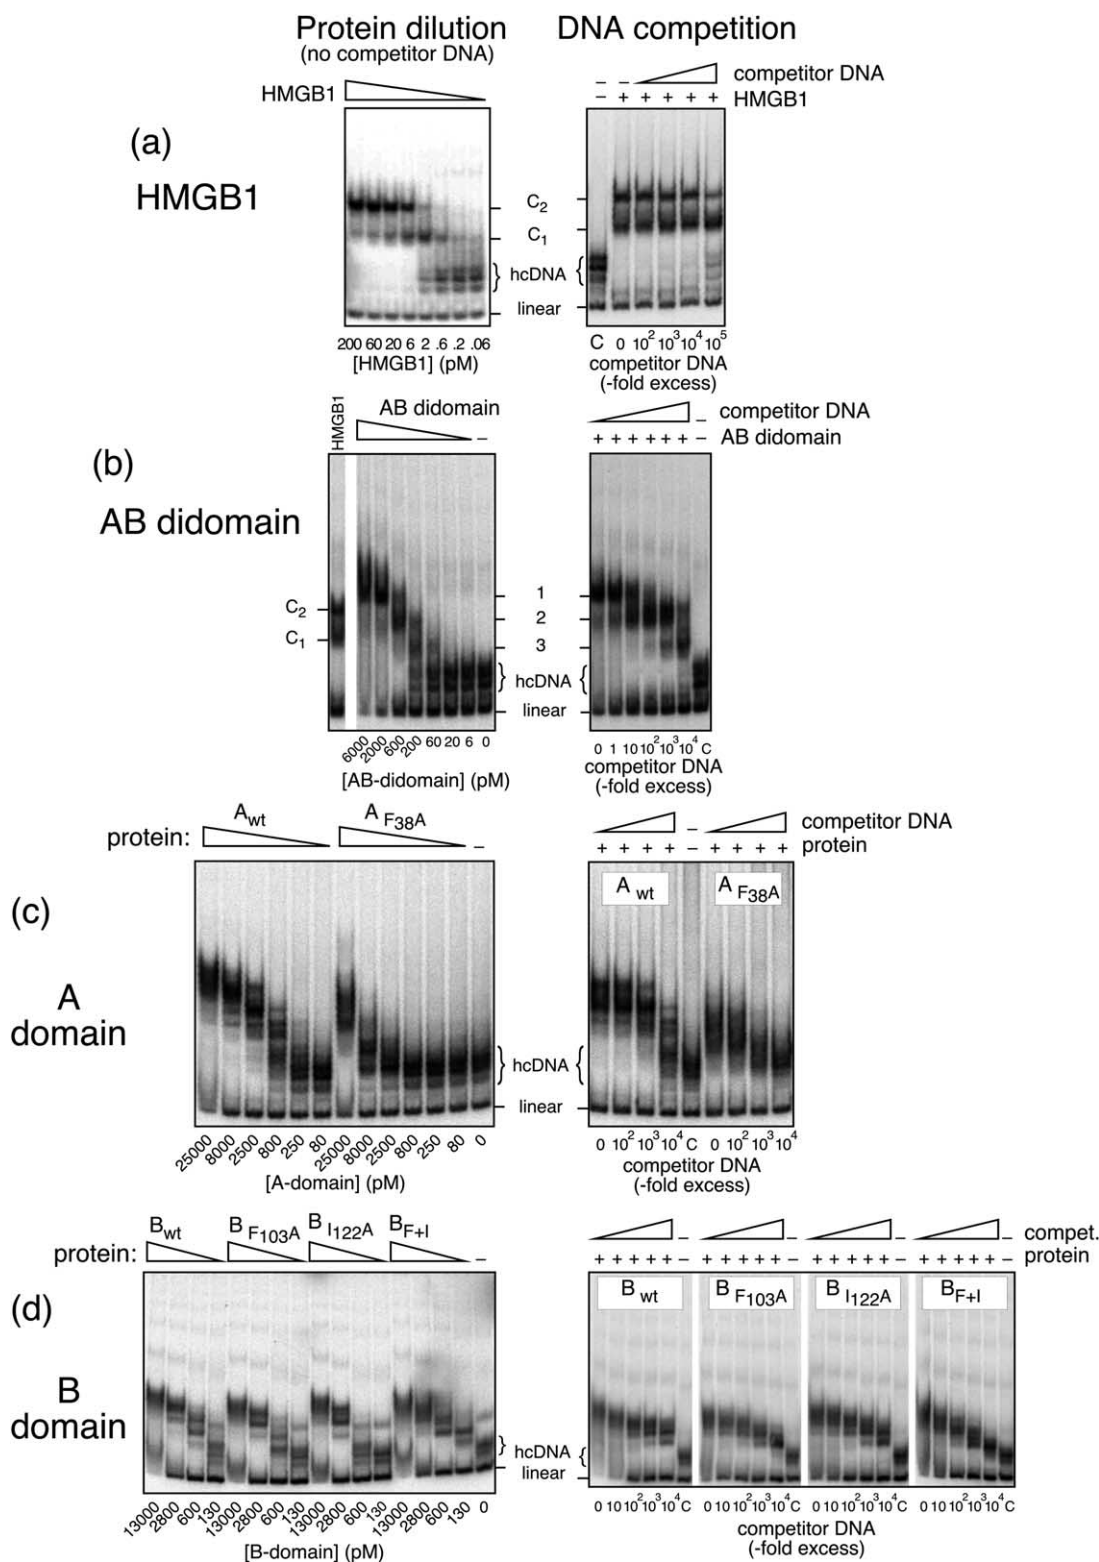 Protein dilution
(no competitor DNA)
DNA competition
(a)
HMGB1
HMGB1
C2
C1
hcDNA
linear
200 60 20 6 2 .6 .2 .06
[HMGB1] (pM)
– – competitor DNA
– + + + + + HMGB1
C 0 10² 10³ 10⁴ 10⁵
competitor DNA
(-fold excess)
(b)
AB didomain
HMGB1
AB didomain –
C2
C1
1
2
3
hcDNA
linear
6000 2000 600 200 60 20 6 0
[AB-didomain] (pM)
– competitor DNA
+ + + + + + – AB didomain
0 1 10 10² 10³ 10⁴ C
competitor DNA
(-fold excess)
(c)
A
domain
protein: Awt A F38A –
hcDNA
linear
25000 8000 2500 800 250 80 25000 8000 2500 800 250 80 0
[A-domain] (pM)
– competitor DNA
+ + + + – + + + + protein
A wt A F38A
0 10² 10³ 10⁴ C 0 10² 10³ 10⁴
competitor DNA
(-fold excess)
(d)
B
domain
protein: Bwt B F103A B I122A BF+I –
hcDNA
linear
13000 2800 600 130 13000 2800 600 130 13000 2800 600 130 13000 2800 600 130 0
[B-domain] (pM)
– – – – compet.
+ + + + + – + + + + + – + + + + + – + + + + + – protein
B wt B F103A B I122A BF+I
0 10 10² 10³ 10⁴ C 0 10 10² 10³ 10⁴ C 0 10 10² 10³ 10⁴ C 0 10 10² 10³ 10⁴ C
competitor DNA
(-fold excess)